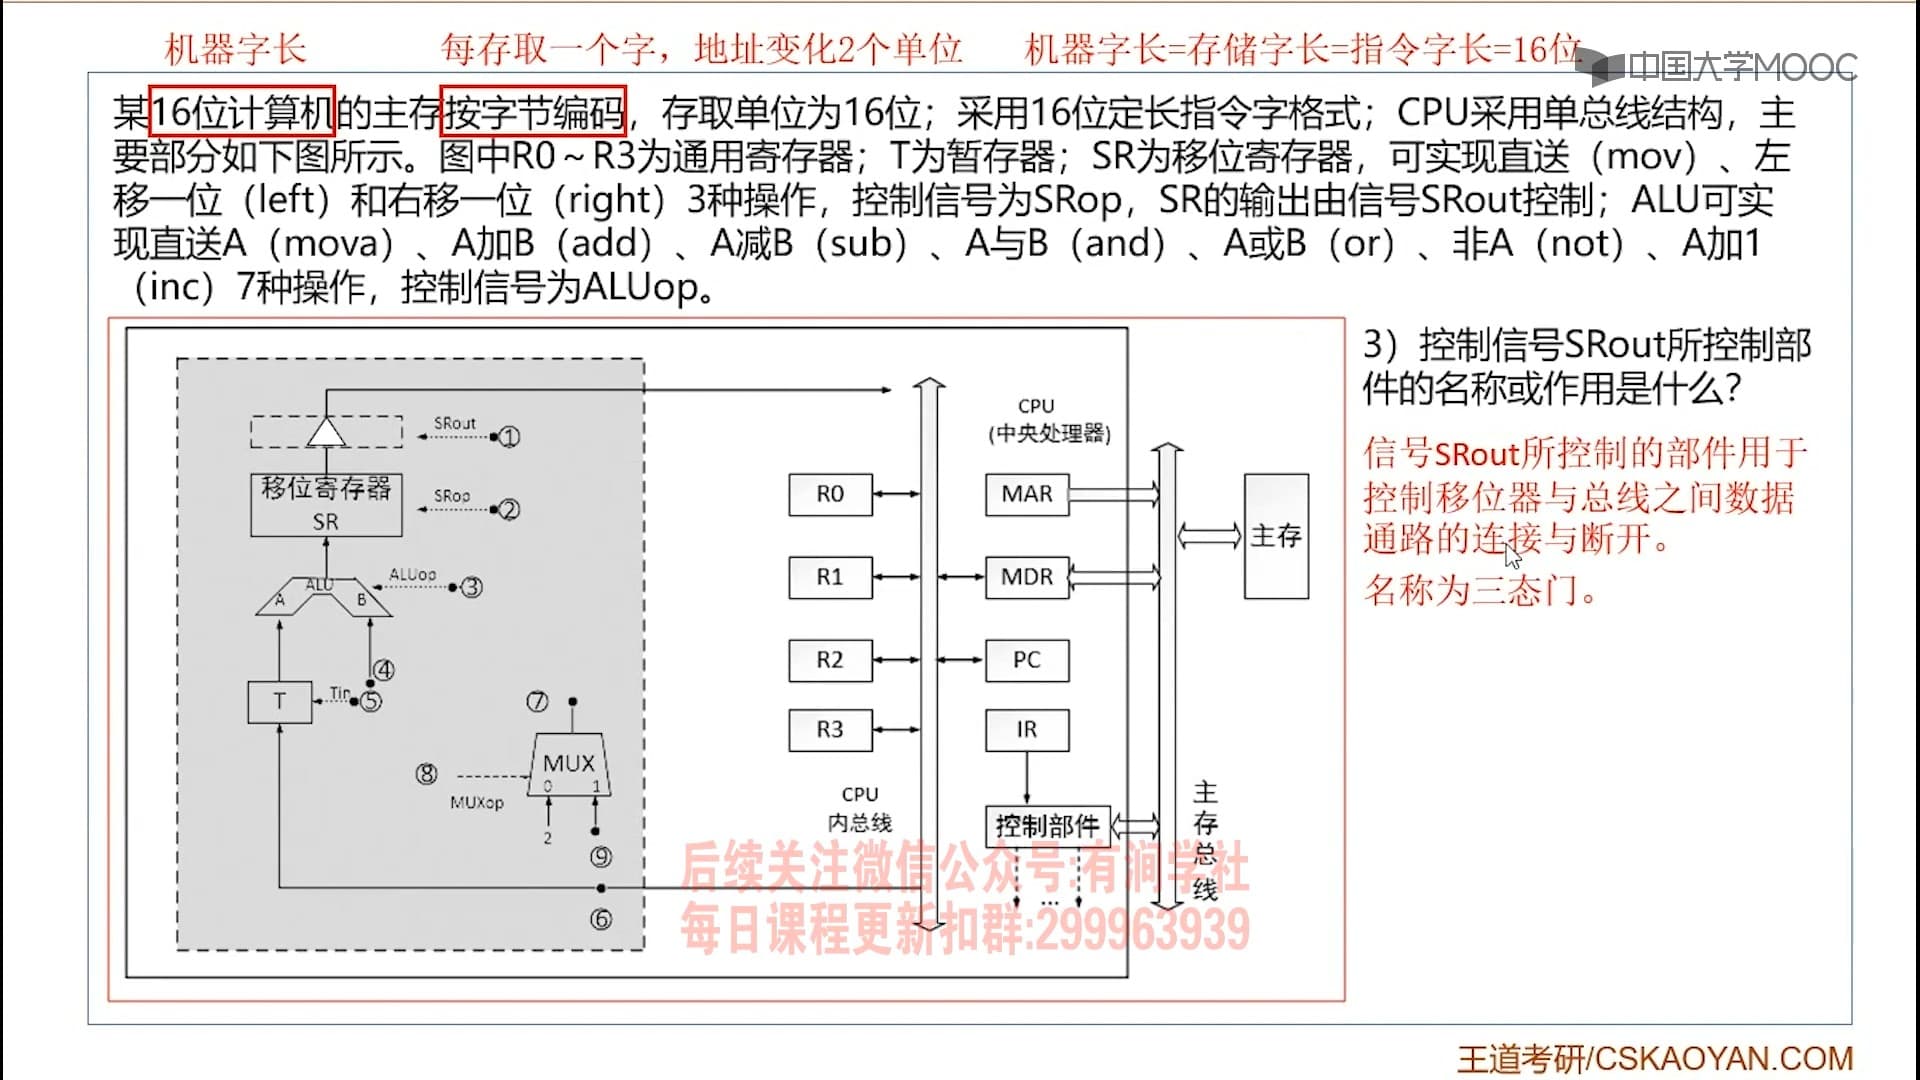 机器字长
每存取一个字，地址变化2个单位
机器字长=存储字长=指令字长=16位
中国大学MOOC
某16位计算机的主存按字节编码，存取单位为16位；采用16位定长指令字格式；CPU采用单总线结构，主
要部分如下图所示。图中R0～R3为通用寄存器；T为暂存器；SR为移位寄存器，可实现直送（mov）、左
移一位（left）和右移一位（right）3种操作，控制信号为SRop，SR的输出由信号SRout控制；ALU可实
现直送A（mova）、A加B（add）、A减B（sub）、A与B（and）、A或B（or）、非A（not）、A加1
（inc）7种操作，控制信号为ALUop。
3）控制信号SRout所控制部
件的名称或作用是什么？
信号SRout所控制的部件用于
控制移位器与总线之间数据
通路的连接与断开。
名称为三态门。
SRout
①
移位寄存器
SR
SRop
②
ALU
A
B
ALUop
③
④
T
Tin
⑤
⑦
MUX
0
1
⑧
MUXop
2
⑨
⑥
CPU
(中央处理器)
R0
MAR
R1
MDR
R2
PC
R3
IR
主存
CPU
内总线
控制部件
...
主
存
总
线
后续关注微信公众号:有涧学社
每日课程更新扣群:299963939
王道考研/CSKAOYAN.COM